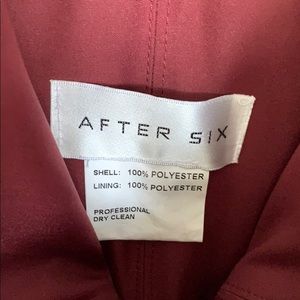 AFTER SIX
SHELL: 100% POLYESTER
LINING: 100% POLYESTER
PROFESSIONAL
DRY CLEAN